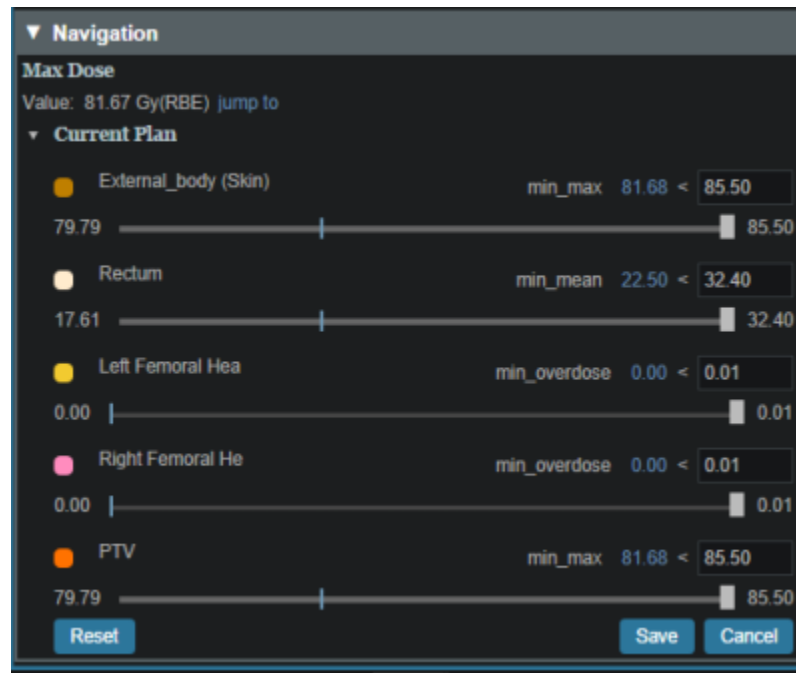 ▼ Navigation
Max Dose
Value: 81.67 Gy(RBE) jump to
▾ Current Plan
External_body (Skin) min_max 81.68 < 85.50
79.79 85.50
Rectum min_mean 22.50 < 32.40
17.61 32.40
Left Femoral Hea min_overdose 0.00 < 0.01
0.00 0.01
Right Femoral He min_overdose 0.00 < 0.01
0.00 0.01
PTV min_max 81.68 < 85.50
79.79 85.50
Reset Save Cancel